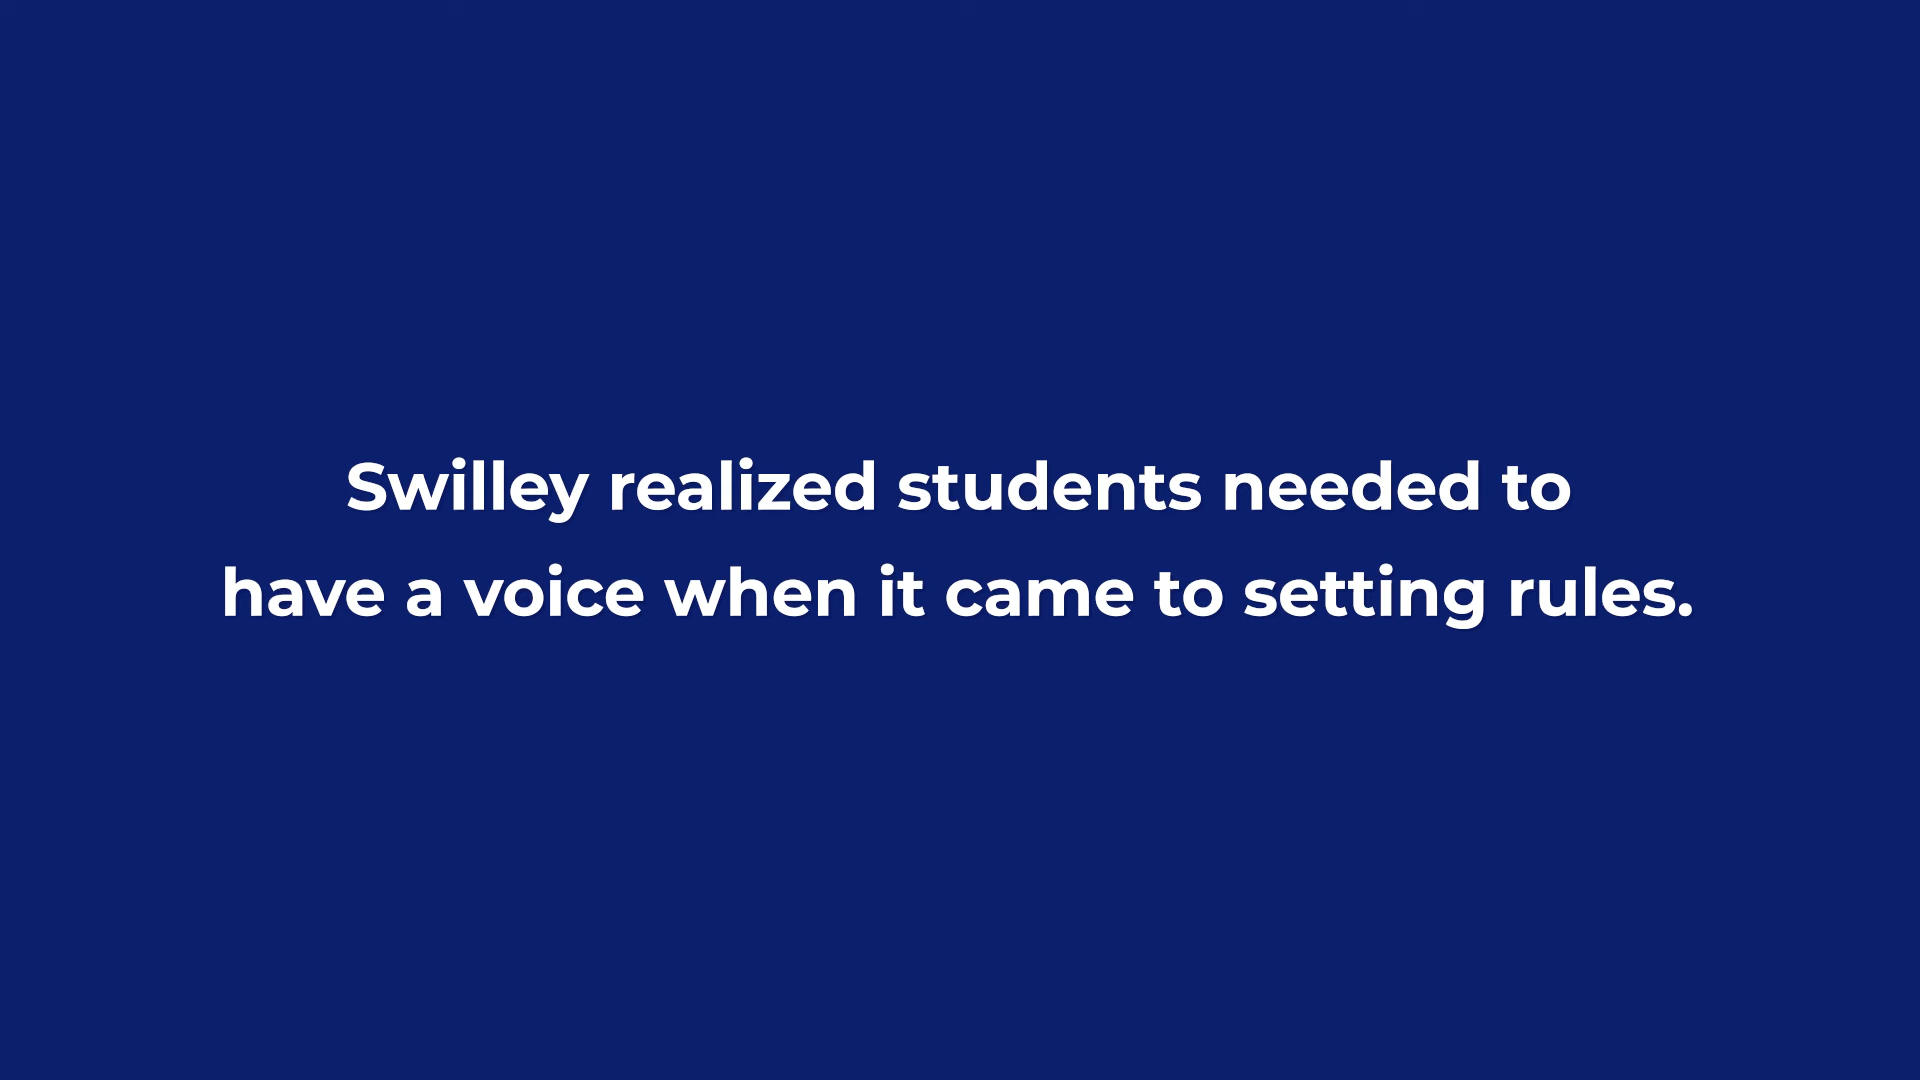 Swilley realized students needed to
have a voice when it came to setting rules.